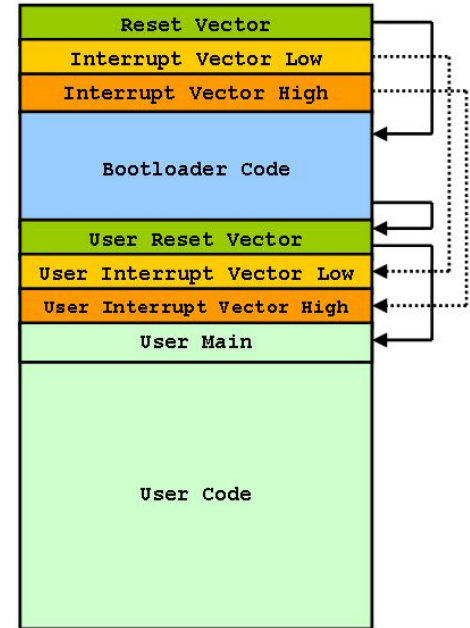 Reset Vector
Interrupt Vector Low
Interrupt Vector High
Bootloader Code
User Reset Vector
User Interrupt Vector Low
User Interrupt Vector High
User Main
User Code